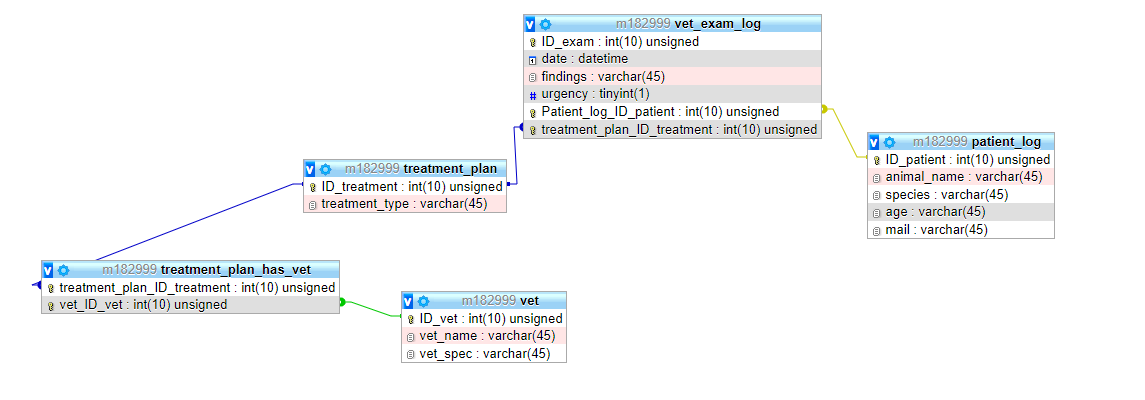 m182999 vet_exam_log
ID_exam : int(10) unsigned
date : datetime
findings : varchar(45)
# urgency : tinyint(1)
Patient_log_ID_patient : int(10) unsigned
treatment_plan_ID_treatment : int(10) unsigned
m182999 patient_log
ID_patient : int(10) unsigned
animal_name : varchar(45)
species : varchar(45)
age : varchar(45)
mail : varchar(45)
m182999 treatment_plan
ID_treatment : int(10) unsigned
treatment_type : varchar(45)
m182999 treatment_plan_has_vet
treatment_plan_ID_treatment : int(10) unsigned
vet_ID_vet : int(10) unsigned
m182999 vet
ID_vet : int(10) unsigned
vet_name : varchar(45)
vet_spec : varchar(45)